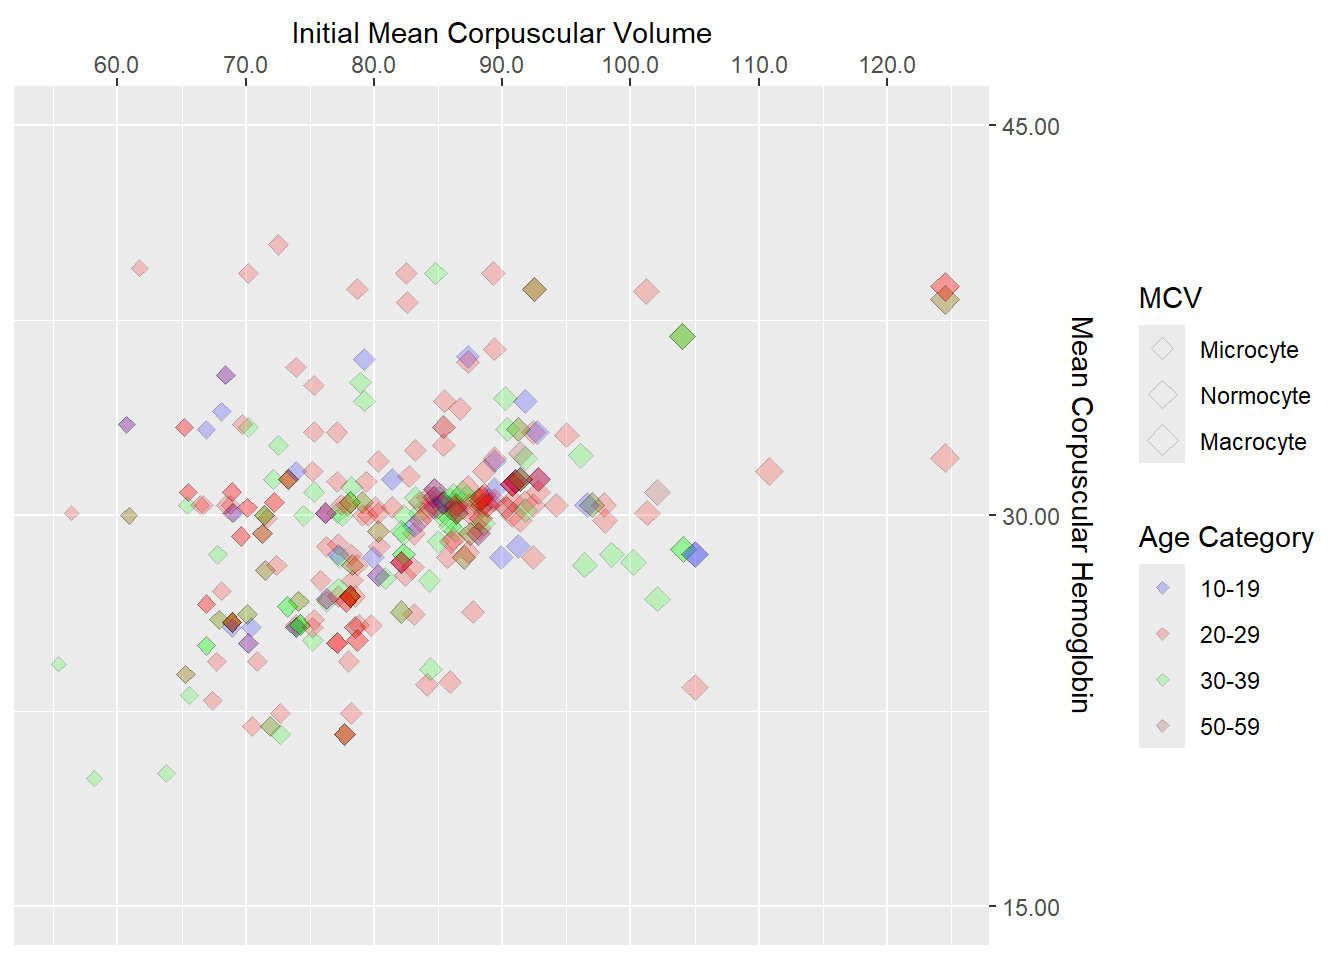 Initial Mean Corpuscular Volume
60.0 70.0 80.0 90.0 100.0 110.0 120.0
45.00
30.00
15.00
Mean Corpuscular Hemoglobin
MCV
Microcyte
Normocyte
Macrocyte
Age Category
10-19
20-29
30-39
50-59